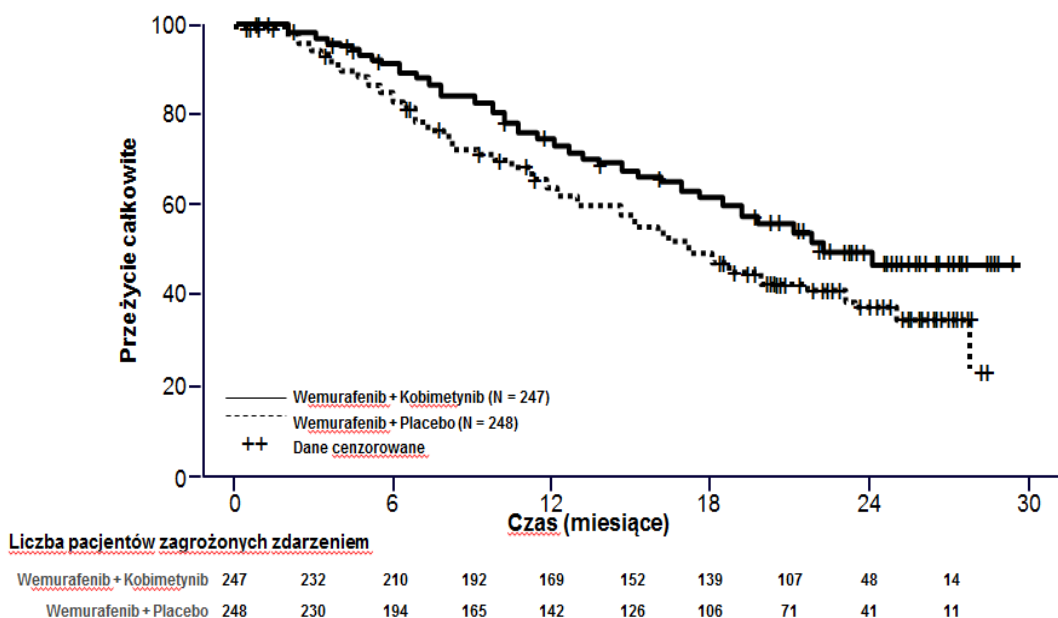 100
80
60
40
20
0
Przeżycie całkowite
Wemurafenib + Kobimetynib (N = 247)
Wemurafenib + Placebo (N = 248)
++ Dane cenzorowane
0 6 12 18 24 30
Czas (miesiące)
Liczba pacjentów zagrożonych zdarzeniem
Wemurafenib + Kobimetynib 247 232 210 192 169 152 139 107 48 14
Wemurafenib + Placebo 248 230 194 165 142 126 106 71 41 11